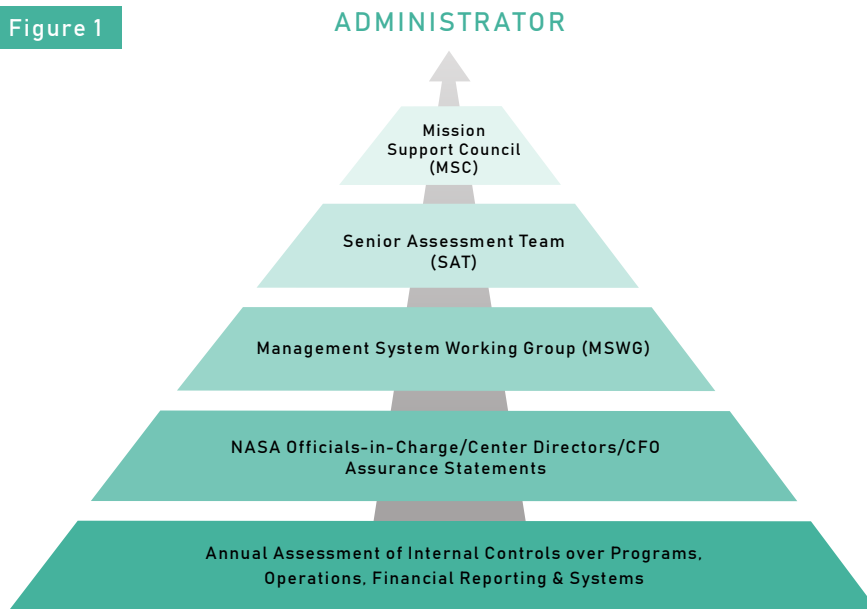 Figure 1
ADMINISTRATOR
Mission
Support Council
(MSC)
Senior Assessment Team
(SAT)
Management System Working Group (MSWG)
NASA Officials-in-Charge/Center Directors/CFO
Assurance Statements
Annual Assessment of Internal Controls over Programs,
Operations, Financial Reporting & Systems